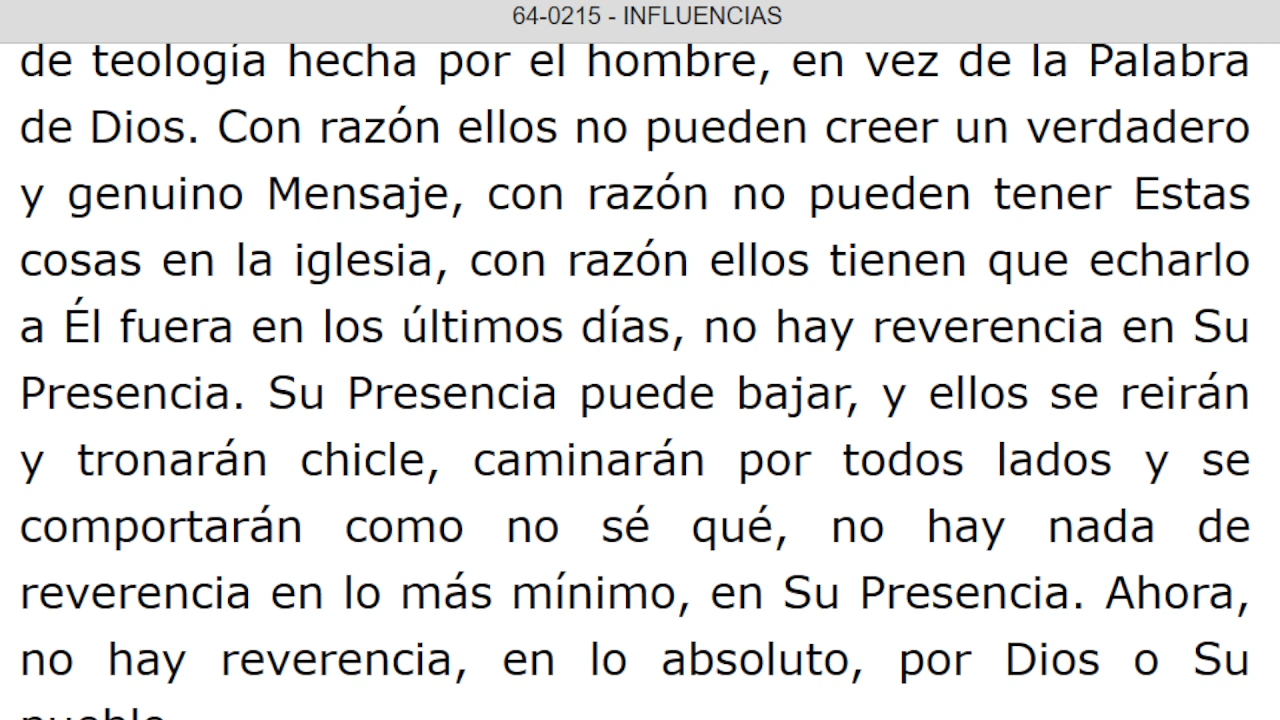 64-0215 - INFLUENCIAS
de teología hecha por el hombre, en vez de la Palabra
de Dios. Con razón ellos no pueden creer un verdadero
y genuino Mensaje, con razón no pueden tener Estas
cosas en la iglesia, con razón ellos tienen que echarlo
a Él fuera en los últimos días, no hay reverencia en Su
Presencia. Su Presencia puede bajar, y ellos se reirán
y tronarán chicle, caminarán por todos lados y se
comportarán como no sé qué, no hay nada de
reverencia en lo más mínimo, en Su Presencia. Ahora,
no hay reverencia, en lo absoluto, por Dios o Su